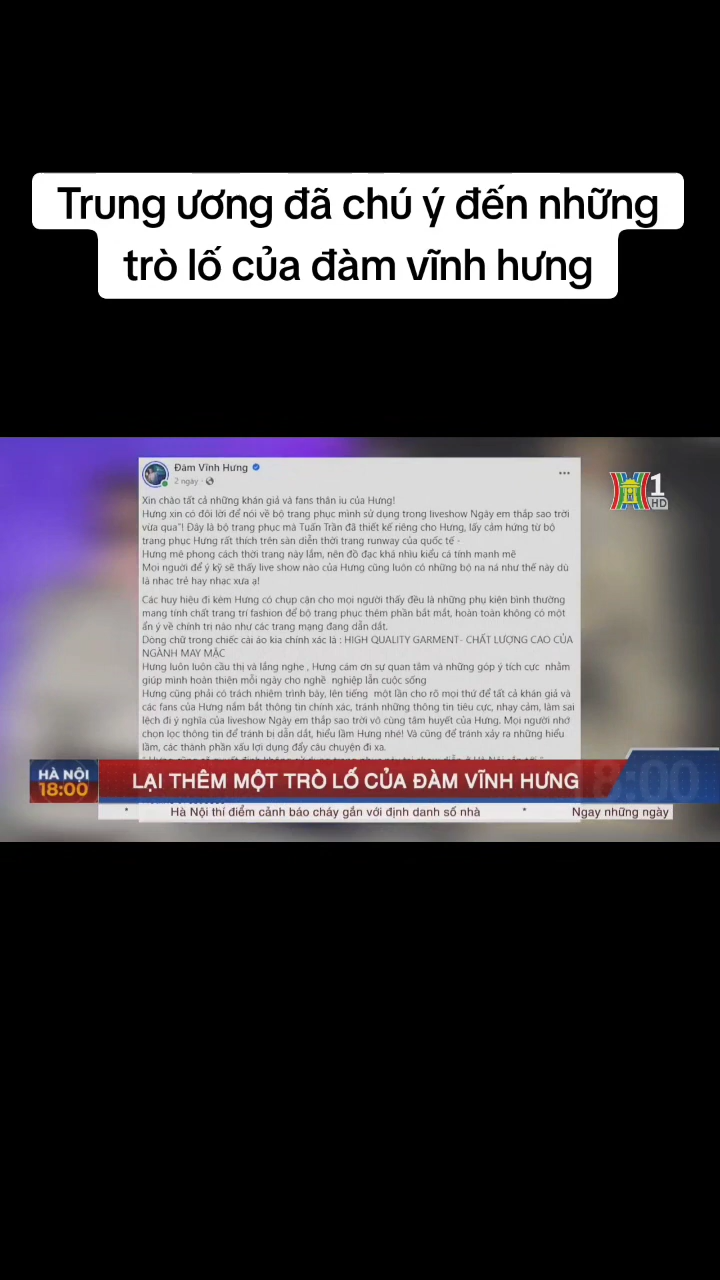 Trung ương đã chú ý đến những
trò lố của đàm vĩnh hưng
Đàm Vĩnh Hưng
2 ngày
1
HD
Xin chào tất cả những khán giả và fans thân iu của Hưng!
Hưng xin có đôi lời để nói về bộ trang phục mình sử dụng trong liveshow Ngày em thắp sao trời
vừa qua"! Đây là bộ trang phục mà Tuấn Trần đã thiết kế riêng cho Hưng, lấy cảm hứng từ bộ
trang phục Hưng rất thích trên sàn diễn thời trang runway của quốc tế -
Hưng mê phong cách thời trang này lắm, nên đồ đạc khá nhiu kiểu cá tính mạnh mẽ
Mọi người để ý kỹ sẽ thấy live show nào của Hưng cũng luôn có những bộ na ná như thế này dù
là nhạc trẻ hay nhạc xưa ạ!
Các huy hiệu đi kèm Hưng có chụp cận cho mọi người thấy đều là những phụ kiện bình thường
mang tính chất trang trí fashion để bộ trang phục thêm phần bắt mắt, hoàn toàn không có một
ẩn ý về chính trị nào như các trang mạng đang dẫn dắt.
Dòng chữ trong chiếc cài áo kia chính xác là : HIGH QUALITY GARMENT- CHẤT LƯỢNG CAO CỦA
NGÀNH MAY MẶC
Hưng luôn luôn cầu thị và lắng nghe , Hưng cám ơn sự quan tâm và những góp ý tích cực nhằm
giúp mình hoàn thiện mỗi ngày cho nghề nghiệp lẫn cuộc sống
Hưng cũng phải có trách nhiệm trình bày, lên tiếng một lần cho rõ mọi thứ để tất cả khán giả và
các fans của Hưng nắm bắt thông tin chính xác, tránh những thông tin tiêu cực, nhạy cảm, làm sai
lệch đi ý nghĩa của liveshow Ngày em thắp sao trời vô cùng tâm huyết của Hưng. Mọi người nhớ
chọn lọc thông tin để tránh bị dẫn dắt, hiểu lầm Hưng nhé! Và cũng để tránh xảy ra những hiểu
lầm, các thành phần xấu lợi dụng đẩy câu chuyện đi xa.
HÀ NỘI
18:00
LẠI THÊM MỘT TRÒ LỐ CỦA ĐÀM VĨNH HƯNG
8:00
Hà Nội thí điểm cảnh báo cháy gắn với định danh số nhà
Ngay những ngày